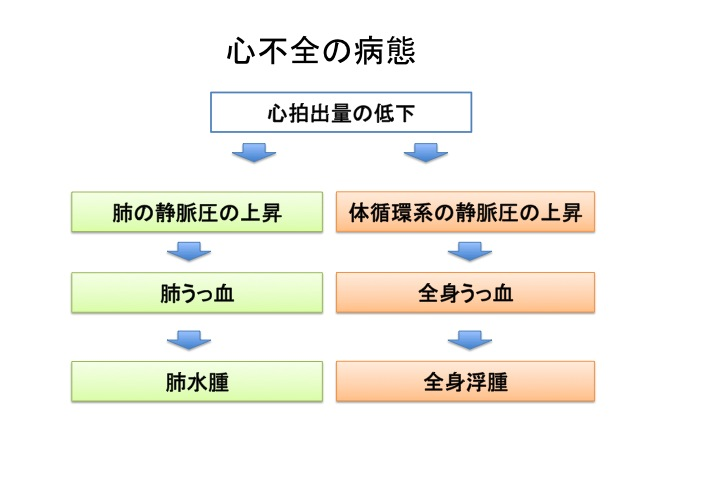 心不全の病態
心拍出量の低下
肺の静脈圧の上昇
体循環系の静脈圧の上昇
肺うっ血
全身うっ血
肺水腫
全身浮腫